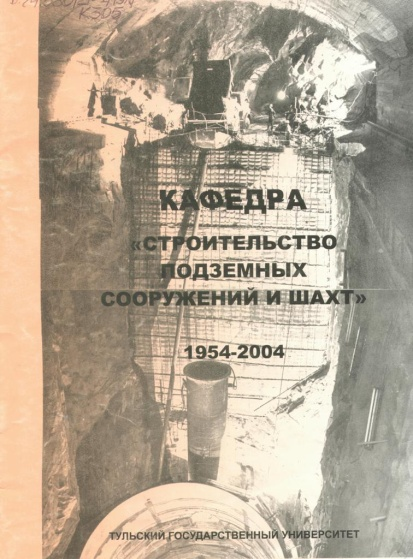 КАФЕДРА
«СТРОИТЕЛЬСТВО
ПОДЗЕМНЫХ
СООРУЖЕНИЙ И ШАХТ»
1954-2004
ТУЛЬСКИЙ ГОСУДАРСТВЕННЫЙ УНИВЕРСИТЕТ